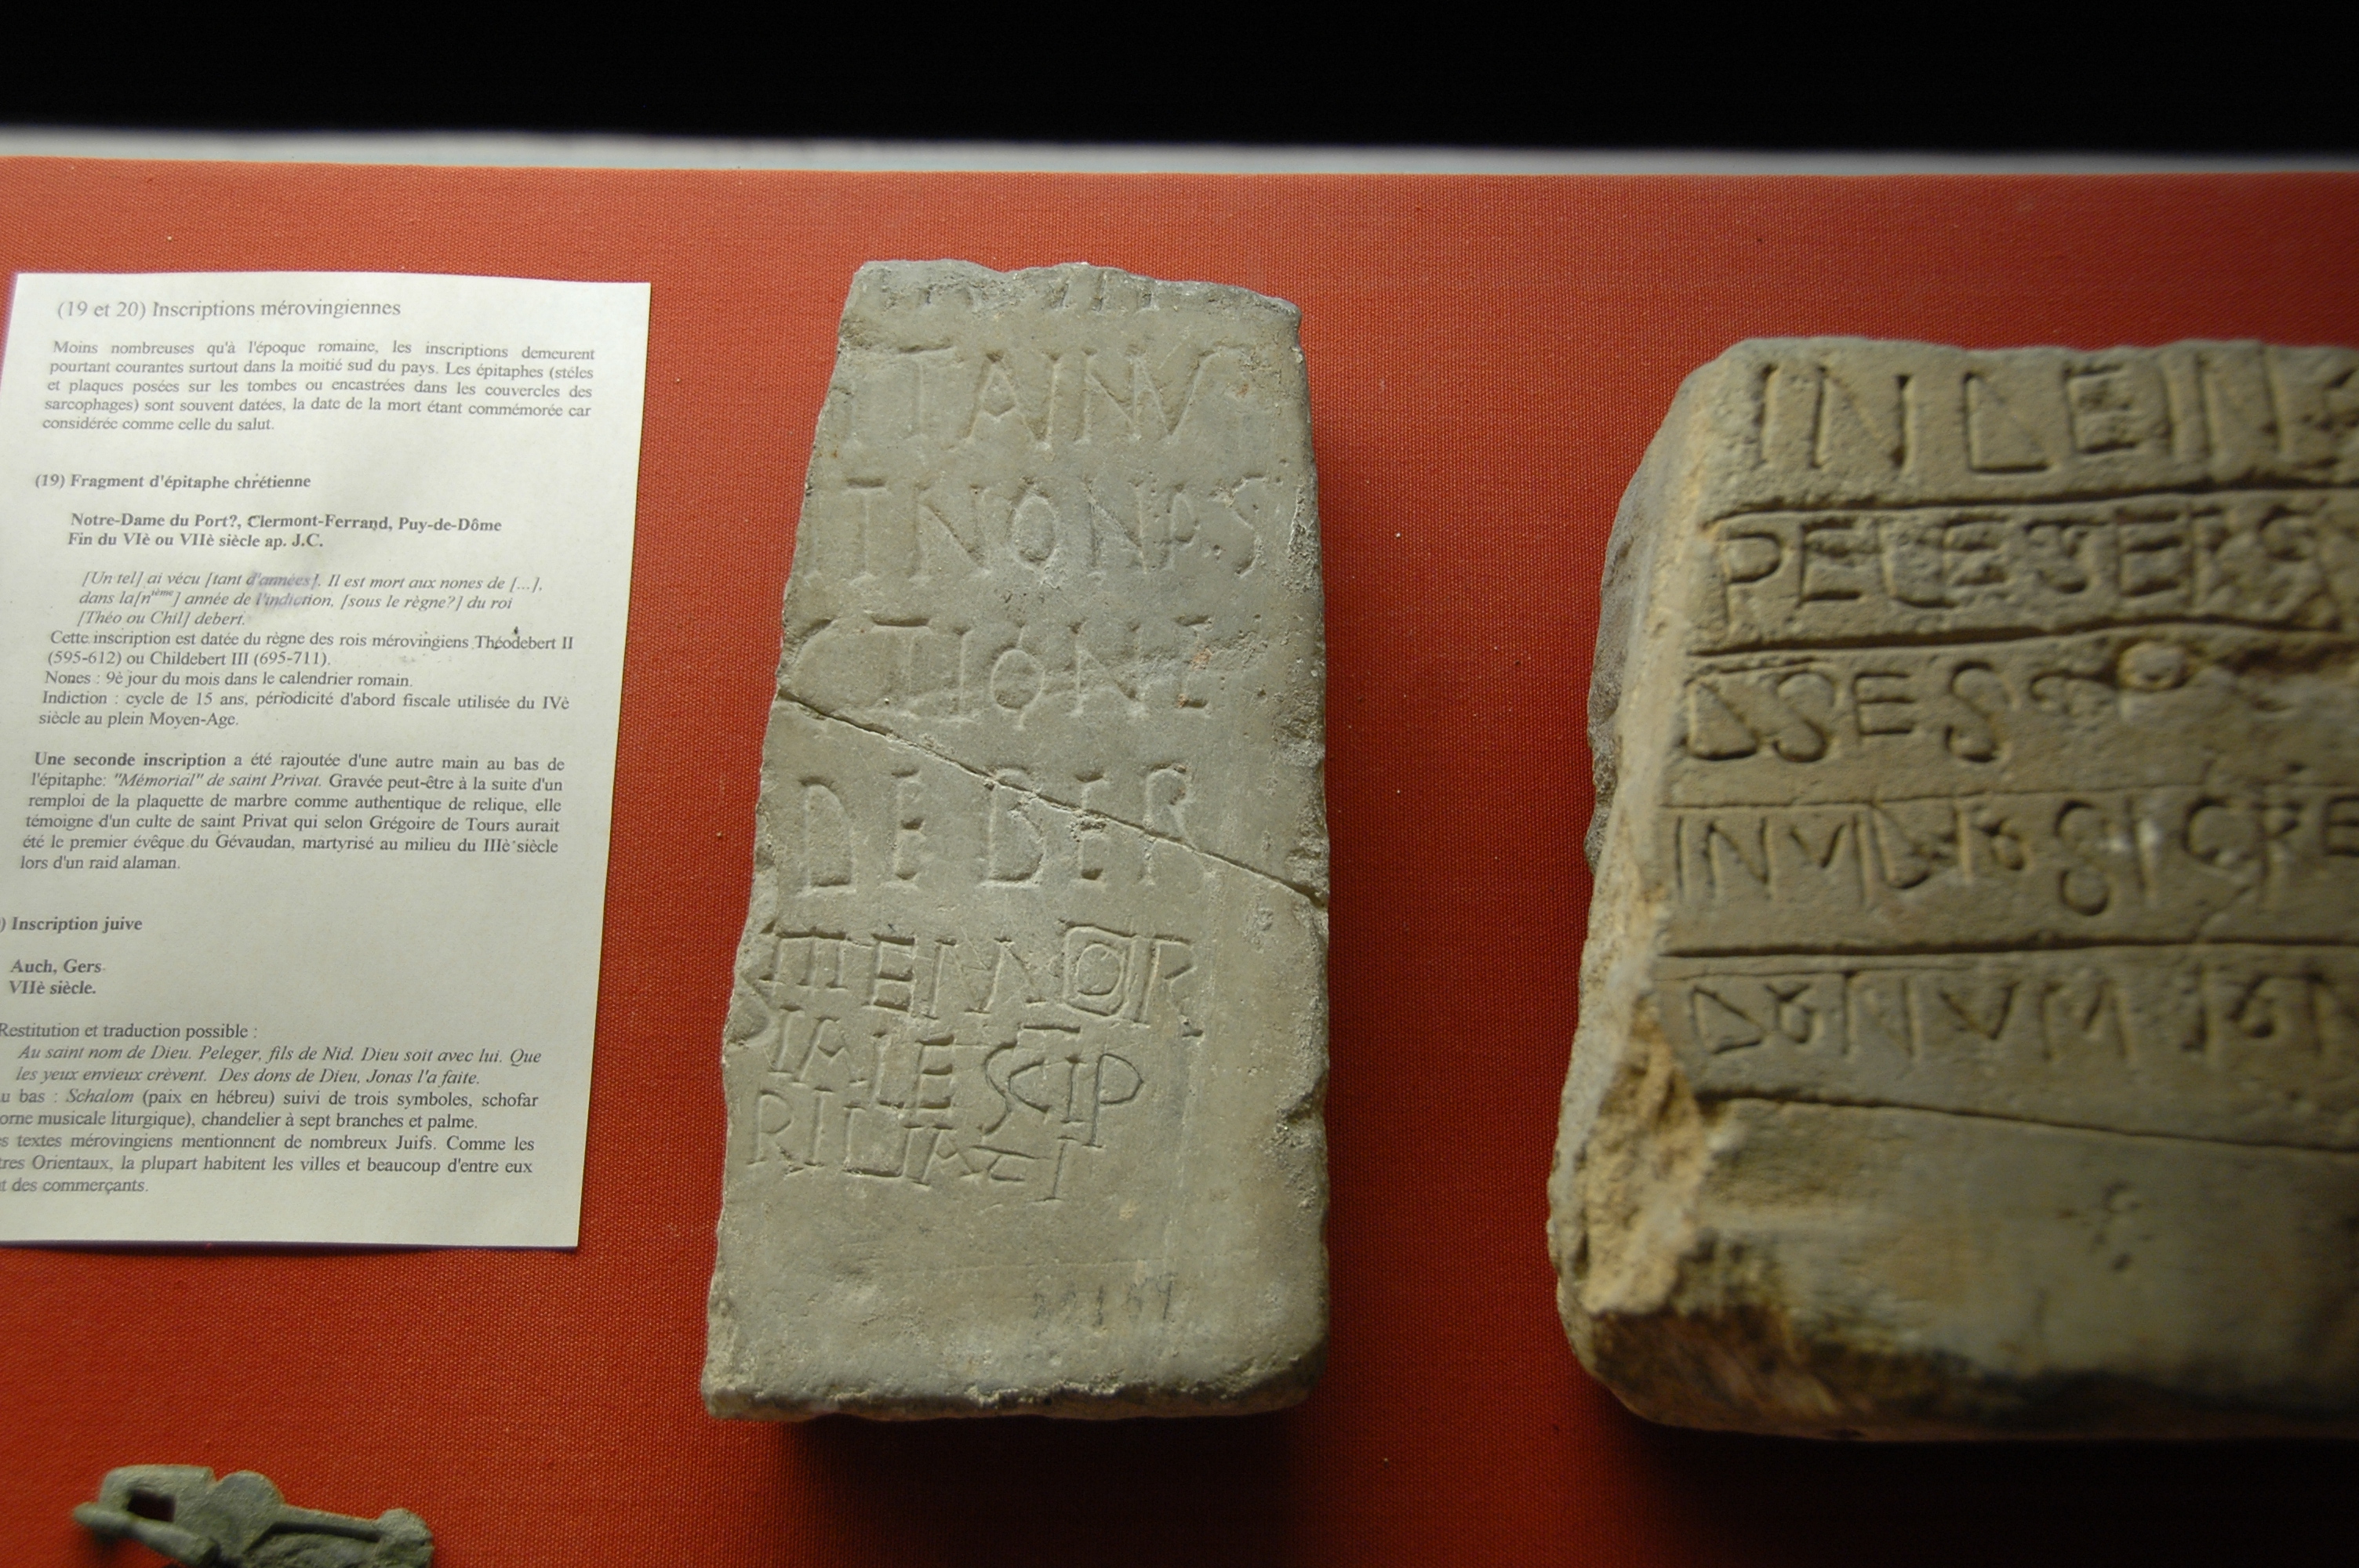 (19 et 20) Inscriptions mérovingiennes
Moins nombreuses qu'à l'époque romaine, les inscriptions demeurent
pourtant courantes surtout dans la moitié sud du pays. Les épitaphes (stèles
et plaques posées sur les tombes ou encastrées dans les couvercles des
sarcophages) sont souvent datées, la date de la mort étant commémorée car
considérée comme celle du salut.
(19) Fragment d'épitaphe chrétienne
Notre-Dame du Port?, Clermont-Ferrand, Puy-de-Dôme
Fin du VIè ou VIIè siècle ap. J.C.
[Un tel] ai vécu [tant d'années]. Il est mort aux nones de [...],
dans la[nième] année de l'indiction, [sous le règne?] du roi
[Théo ou Chil] debert.
Cette inscription est datée du règne des rois mérovingiens Théodebert II
(595-612) ou Childebert III (695-711).
Nones : 9è jour du mois dans le calendrier romain.
Indiction : cycle de 15 ans, périodicité d'abord fiscale utilisée du IVè
siècle au plein Moyen-Age.
Une seconde inscription a été rajoutée d'une autre main au bas de
l'épitaphe: "Mémorial" de saint Privat. Gravée peut-être à la suite d'un
remploi de la plaquette de marbre comme authentique de relique, elle
témoigne d'un culte de saint Privat qui selon Grégoire de Tours aurait
été le premier évêque du Gévaudan, martyrisé au milieu du IIIè siècle
lors d'un raid alaman.
) Inscription juive
Auch, Gers
VIIè siècle.
Restitution et traduction possible :
Au saint nom de Dieu. Peleger, fils de Nid. Dieu soit avec lui. Que
les yeux envieux crèvent. Des dons de Dieu, Jonas l'a faite.
u bas : Schalom (paix en hébreu) suivi de trois symboles, schofar
orne musicale liturgique), chandelier à sept branches et palme.
s textes mérovingiens mentionnent de nombreux Juifs. Comme les
tres Orientaux, la plupart habitent les villes et beaucoup d'entre eux
t des commerçants.
ITAINVS
TNONAS
CTIONE
DEBER
MEMOR
IALE SCI P
RIUATI
IN DEI N
PELEGER
DS ES
INVIDIOSI CRE
DONVM